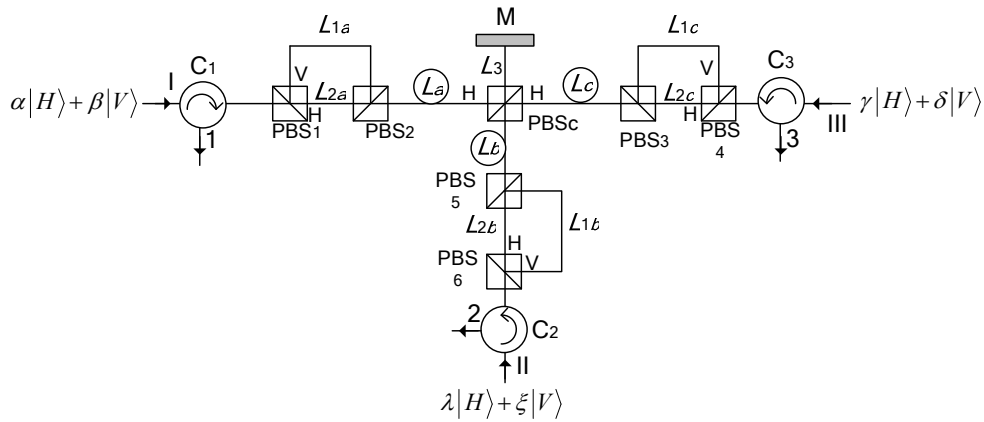 L1a
M
L1c
C1
V
L3
V
C3
I
La
Lc
α|H⟩+β|V⟩
L2a
H
H
L2c
γ|H⟩+δ|V⟩
H
H
1
PBS1
PBS2
PBSc
PBS3
PBS
4
3
III
Lb
PBS
5
L2b
L1b
H
PBS
6
V
2
C2
II
λ|H⟩+ξ|V⟩